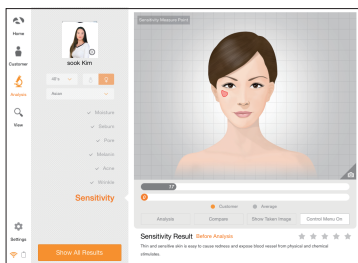 Sensitivity Measure Point
Home
Customer
Analysis
View
Settings
sook Kim
40's
Asian
Moisture
Sebum
Pore
Melanin
Acne
Wrinkle
Sensitivity
Show All Results
37
Customer
Average
Analysis
Compare
Show Taken Image
Control Menu On
Sensitivity Result Before Analysis
Thin and sensitive skin is easy to cause redness and expose blood vessel from physical and chemical
stimulates.